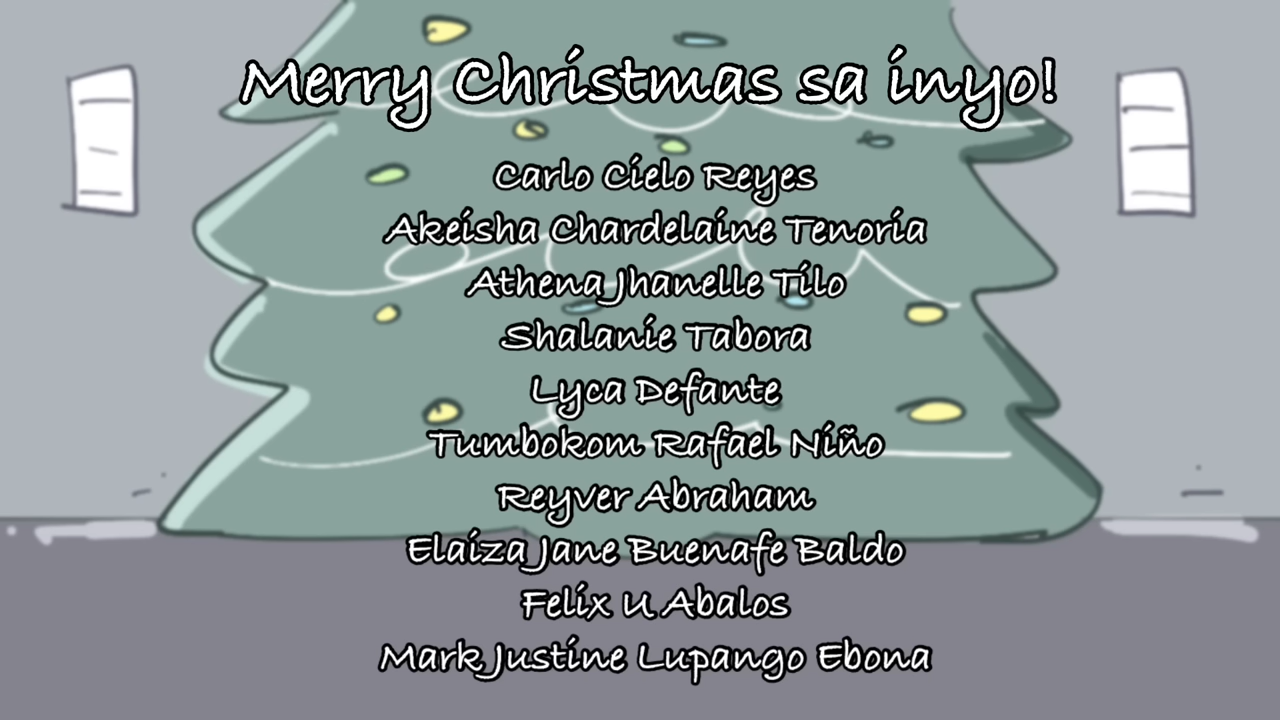 Merry Christmas sa inyo!
Carlo Cielo Reyes
Akeisha Chardelaine Tenoria
Athena Jhanelle Tilo
Shalanie Tabora
Lyca Defante
Tumbokom Rafael Niño
Reyver Abraham
Elaiza Jane Buenafe Baldo
Felix U Abalos
Mark Justine Lupango Ebona